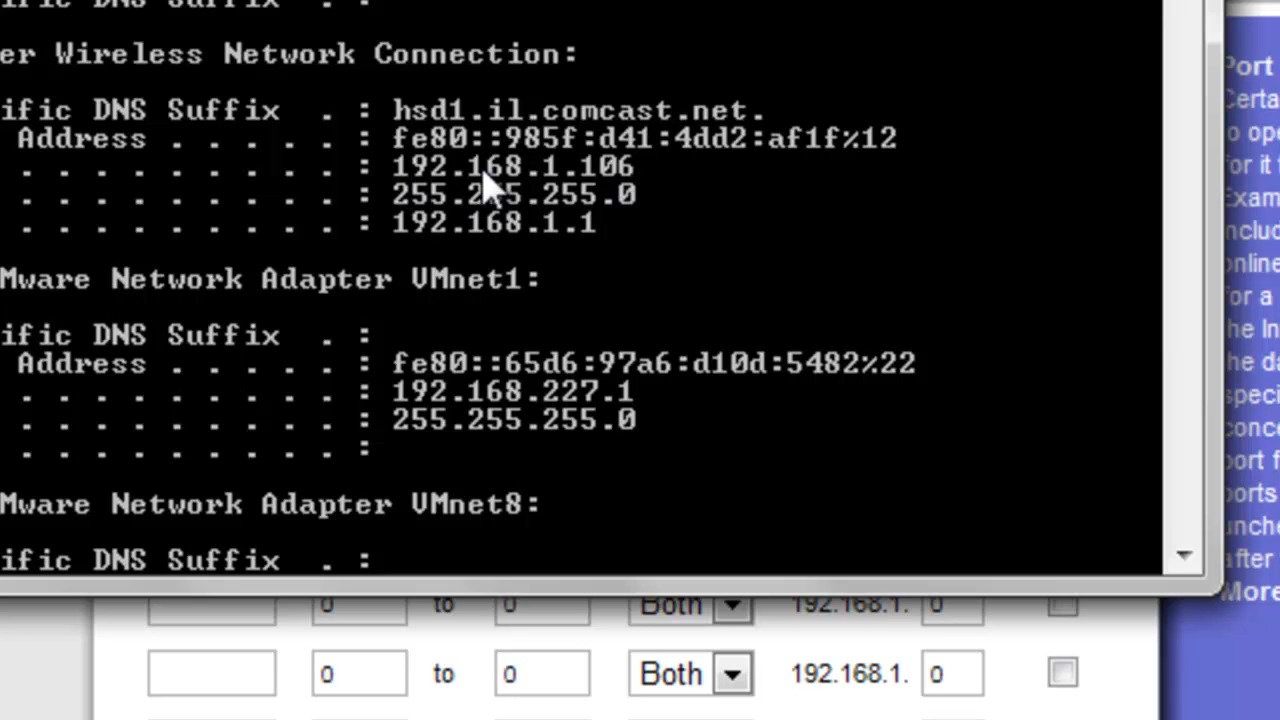 ific DNS Suffix . :
er Wireless Network Connection:
ific DNS Suffix . : hsd1.il.comcast.net.
Address . . . . . : fe80::985f:d41:4dd2:af1f%12
. . . . . . . . . . : 192.168.1.106
. . . . . . . . . . : 255.255.255.0
. . . . . . . . . . : 192.168.1.1
Mware Network Adapter VMnet1:
ific DNS Suffix . :
Address . . . . . : fe80::65d6:97a6:d10d:5482%22
. . . . . . . . . . : 192.168.227.1
. . . . . . . . . . : 255.255.255.0
. . . . . . . . . . :
Mware Network Adapter VMnet8:
ific DNS Suffix . :
0 to 0 Both 192.168.1. 0
0 to 0 Both 192.168.1. 0
Port
Certa
o ope
for it t
Exam
nclud
online
for a
he In
he da
speci
conce
port f
ports
unche
after
More